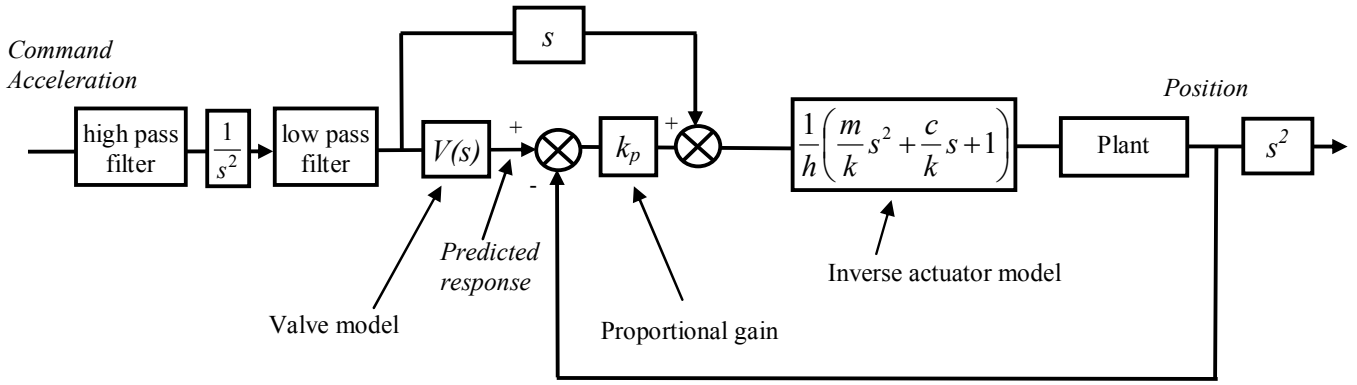 s
Command
Acceleration
Position
high pass
filter
1/s²
low pass
filter
V(s)
+
-
k_p
+
1/h (m/k s² + c/k s + 1)
Plant
s²
Predicted
response
Inverse actuator model
Valve model
Proportional gain